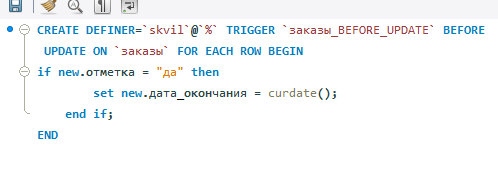 CREATE DEFINER=`skvil`@`%` TRIGGER `заказы_BEFORE_UPDATE` BEFORE
UPDATE ON `заказы` FOR EACH ROW BEGIN
if new.отметка = "да" then
set new.дата_окончания = curdate();
end if;
END